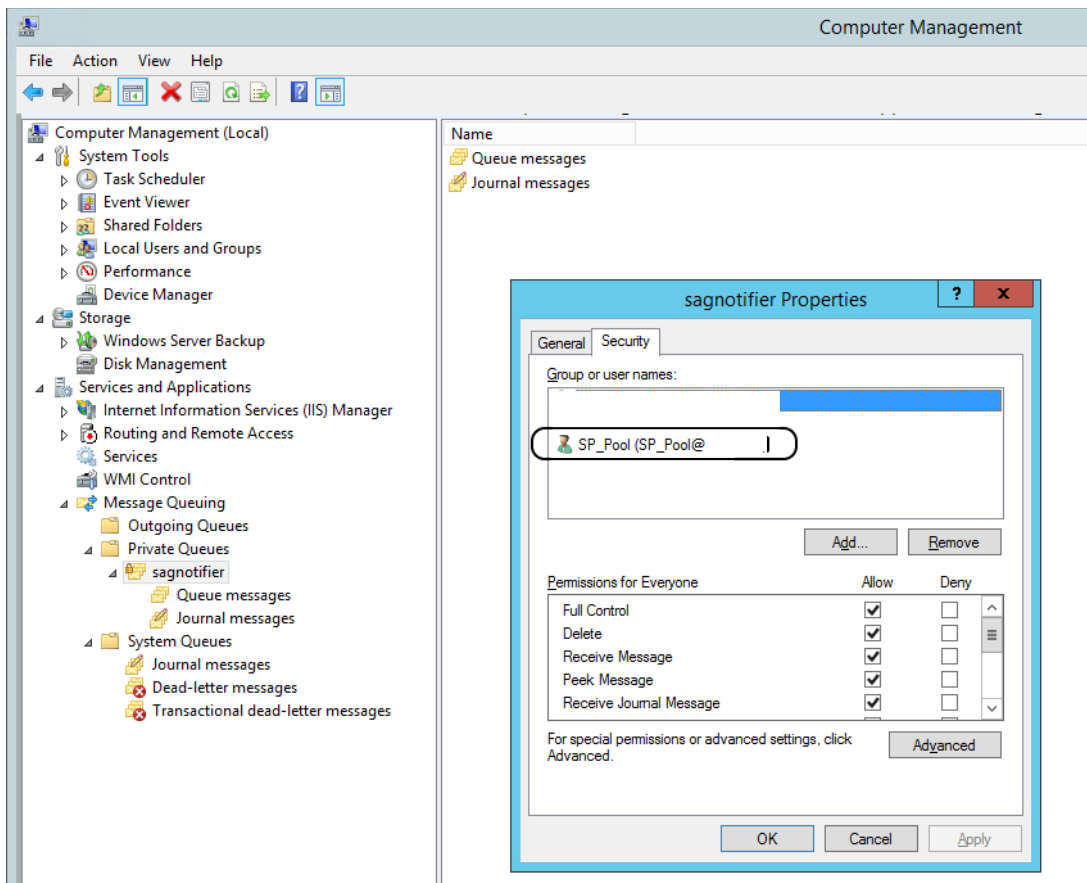 Computer Management
File Action View Help
Computer Management (Local)
System Tools
Task Scheduler
Event Viewer
Shared Folders
Local Users and Groups
Performance
Device Manager
Storage
Windows Server Backup
Disk Management
Services and Applications
Internet Information Services (IIS) Manager
Routing and Remote Access
Services
WMI Control
Message Queuing
Outgoing Queues
Private Queues
sagnotifier
Queue messages
Journal messages
System Queues
Journal messages
Dead-letter messages
Transactional dead-letter messages
Name
Queue messages
Journal messages
sagnotifier Properties
? x
General Security
Group or user names:
SP_Pool (SP_Pool@
Add... Remove
Permissions for Everyone Allow Deny
Full Control
Delete
Receive Message
Peek Message
Receive Journal Message
For special permissions or advanced settings, click
Advanced.
Advanced
OK Cancel Apply